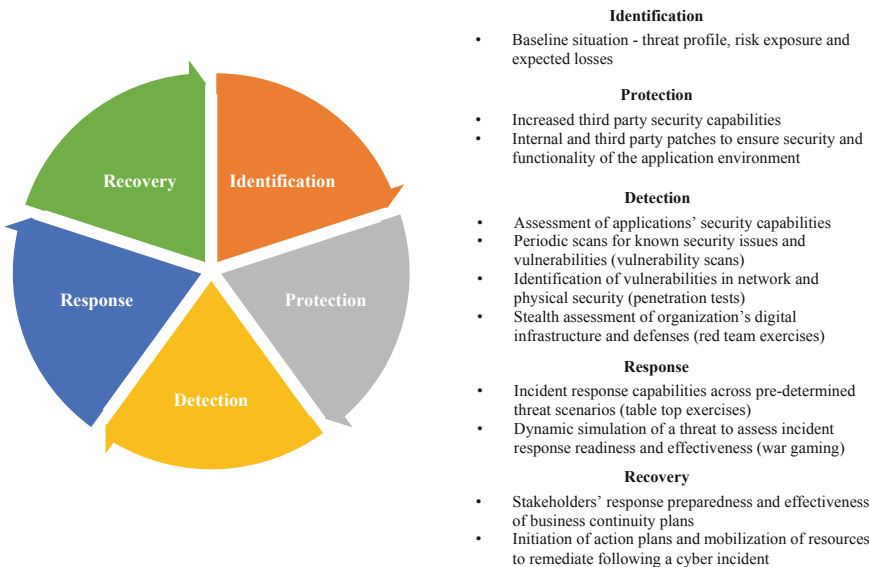 Recovery
Identification
Response
Protection
Detection
Identification
• Baseline situation - threat profile, risk exposure and
expected losses
Protection
• Increased third party security capabilities
• Internal and third party patches to ensure security and
functionality of the application environment
Detection
• Assessment of applications’ security capabilities
• Periodic scans for known security issues and
vulnerabilities (vulnerability scans)
• Identification of vulnerabilities in network and
physical security (penetration tests)
• Stealth assessment of organization’s digital
infrastructure and defenses (red team exercises)
Response
• Incident response capabilities across pre-determined
threat scenarios (table top exercises)
• Dynamic simulation of a threat to assess incident
response readiness and effectiveness (war gaming)
Recovery
• Stakeholders’ response preparedness and effectiveness
of business continuity plans
• Initiation of action plans and mobilization of resources
to remediate following a cyber incident